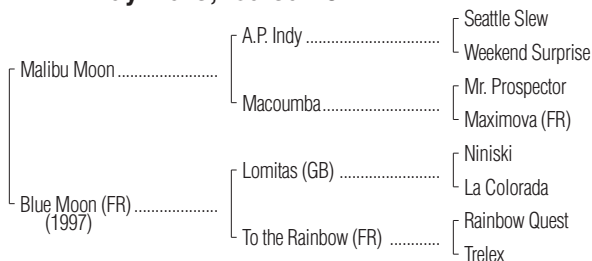 A.P. Indy
Seattle Slew
Weekend Surprise
Malibu Moon
Macoumba
Mr. Prospector
Maximova (FR)
Lomitas (GB)
Niniski
La Colorada
Blue Moon (FR)
(1997)
To the Rainbow (FR)
Rainbow Quest
Trelex